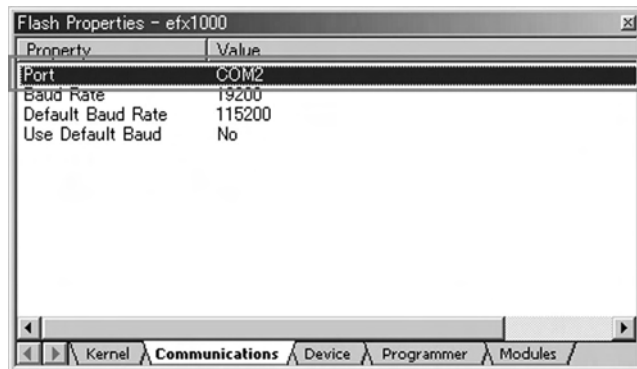 Flash Properties - efx1000
Property Value
Port COM2
Baud Rate 19200
Default Baud Rate 115200
Use Default Baud No
Kernel Communications Device Programmer Modules